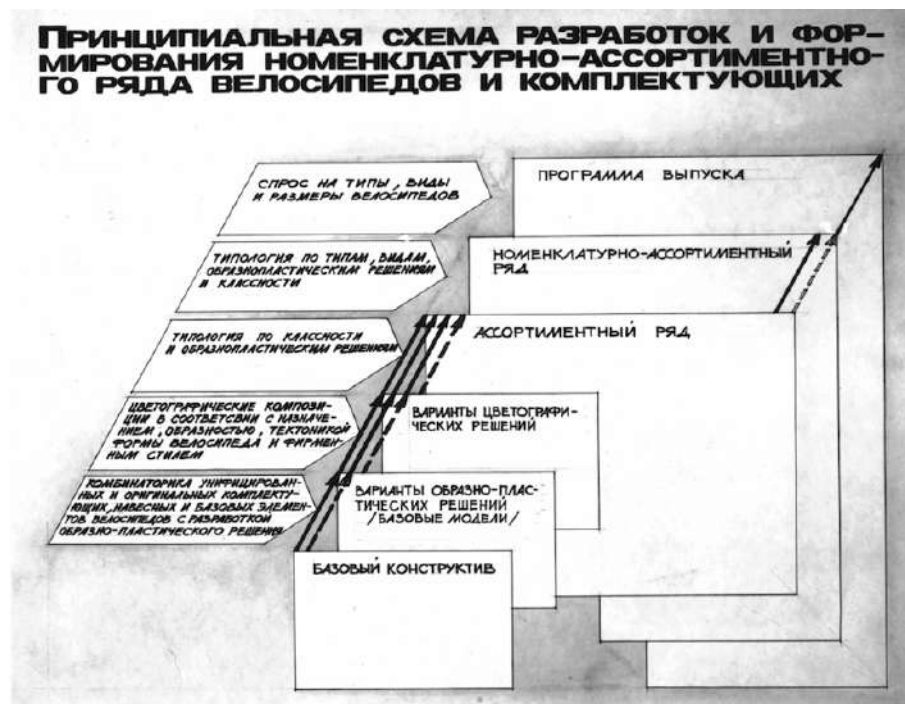 ПРИНЦИПИАЛЬНАЯ СХЕМА РАЗРАБОТОК И ФОР-
МИРОВАНИЯ НОМЕНКЛАТУРНО-АССОРТИМЕНТНО-
ГО РЯДА ВЕЛОСИПЕДОВ И КОМПЛЕКТУЮЩИХ
СПРОС НА ТИПЫ, ВИДЫ
И РАЗМЕРЫ ВЕЛОСИПЕДОВ
ТИПОЛОГИЯ ПО ТИПАМ, ВИДАМ,
ОБРАЗНОПЛАСТИЧЕСКИМ РЕШЕНИЯМ
И КЛАССНОСТИ
ТИПОЛОГИЯ ПО КЛАССНОСТИ
И ОБРАЗНОПЛАСТИЧЕСКИМ РЕШЕНИЯМ
ЦВЕТОГРАФИЧЕСКИЕ КОМПОЗИ-
ЦИИ В СООТВЕТСВИИ С НАЗНАЧЕ-
НИЕМ, ОБРАЗНОСТЬЮ, ТЕКТОНИКОЙ
ФОРМЫ ВЕЛОСИПЕДА И ФИРМЕН-
НЫМ СТИЛЕМ
КОМБИНАТОРИКА УНИФИЦИРОВАН-
НЫХ И ОРИГИНАЛЬНЫХ КОМПЛЕКТУ-
ЮЩИХ, НАВЕСНЫХ И БАЗОВЫХ ЭЛЕМЕН-
ТОВ ВЕЛОСИПЕДОВ С РАЗРАБОТКОЙ
ОБРАЗНО-ПЛАСТИЧЕСКОГО РЕШЕНИЯ
ПРОГРАММА ВЫПУСКА
НОМЕНКЛАТУРНО-АССОРТИМЕНТНЫЙ
РЯД
АССОРТИМЕНТНЫЙ РЯД
ВАРИАНТЫ ЦВЕТОГРАФИ-
ЧЕСКИХ РЕШЕНИЙ
ВАРИАНТЫ ОБРАЗНО-ПЛАС-
ТИЧЕСКИХ РЕШЕНИЙ
/БАЗОВЫЕ МОДЕЛИ/
БАЗОВЫЙ КОНСТРУКТИВ